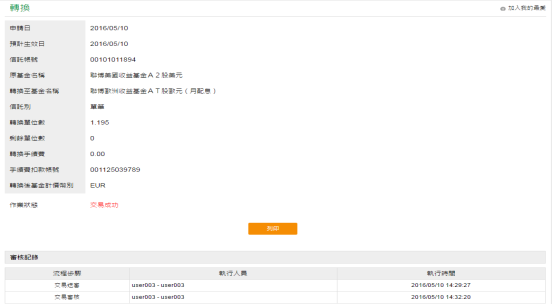 轉換
加入我的最愛
申請日 2016/05/10
預計生效日 2016/05/10
信託帳號 00101011894
原基金名稱 聯博美國收益基金A2股美元
轉換至基金名稱 聯博歐洲收益基金AT股歐元(月配息)
信託別 單筆
轉換單位數 1.195
剩餘單位數 0
轉換手續費 0.00
手續費扣款帳號 001125039789
轉換後基金計價幣別 EUR
作業狀態 交易成功
列印
審核記錄
流程步驟 執行人員 執行時間
交易經審 user003 - user003 2016/05/10 14:29:27
交易審核 user003 - user003 2016/05/10 14:32:20